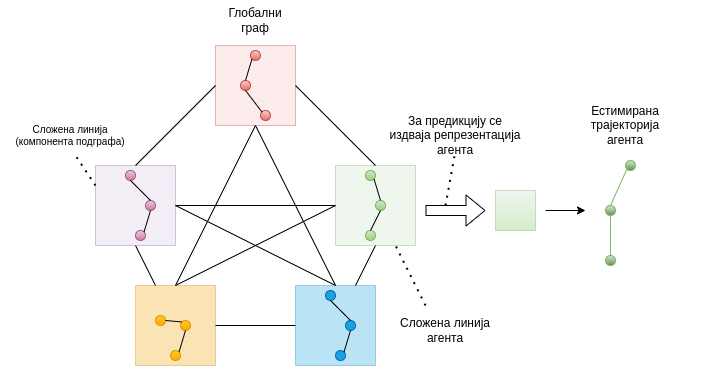 Глобални
граф
Сложена линија
(компонента подграфа)
За предикцију се
издваја репрезентација
агента
Естимирана
трајекторија
агента
Сложена линија
агента